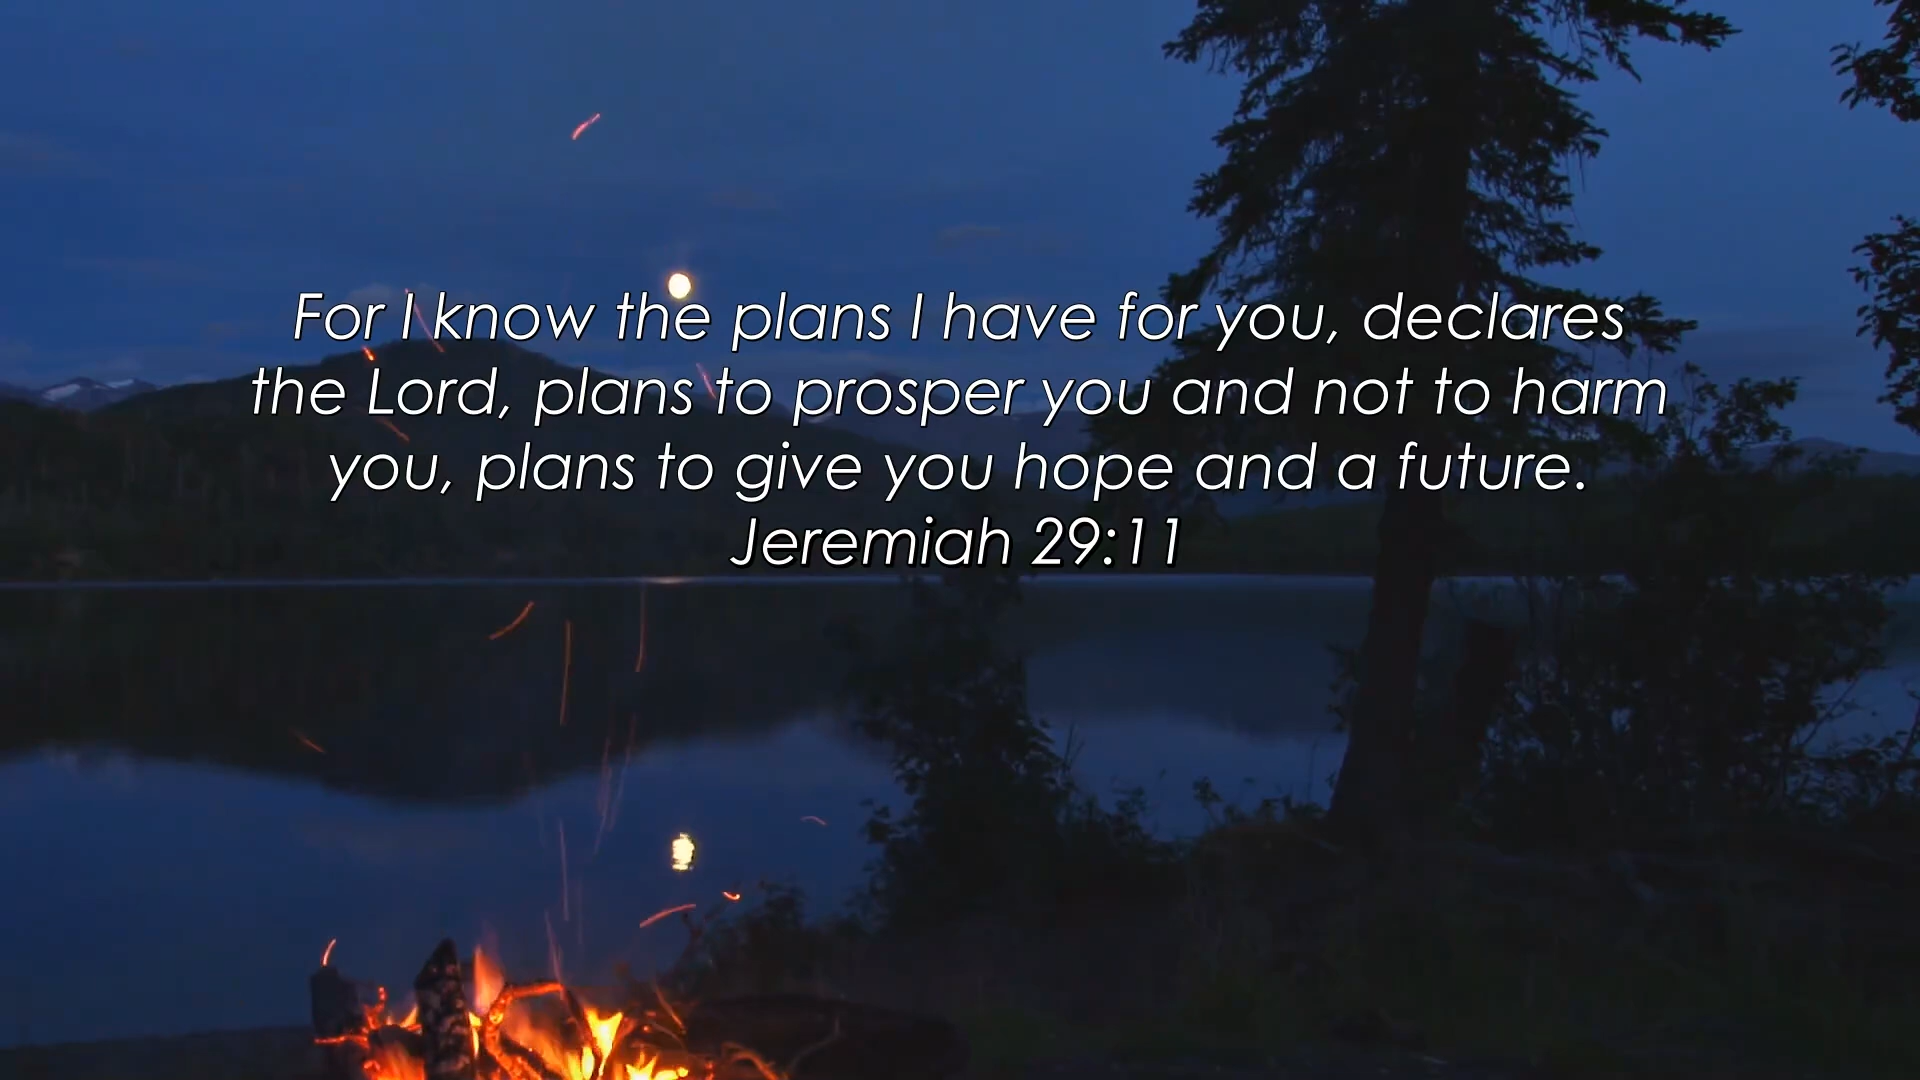 For I know the plans I have for you, declares
the Lord, plans to prosper you and not to harm
you, plans to give you hope and a future.
Jeremiah 29:11